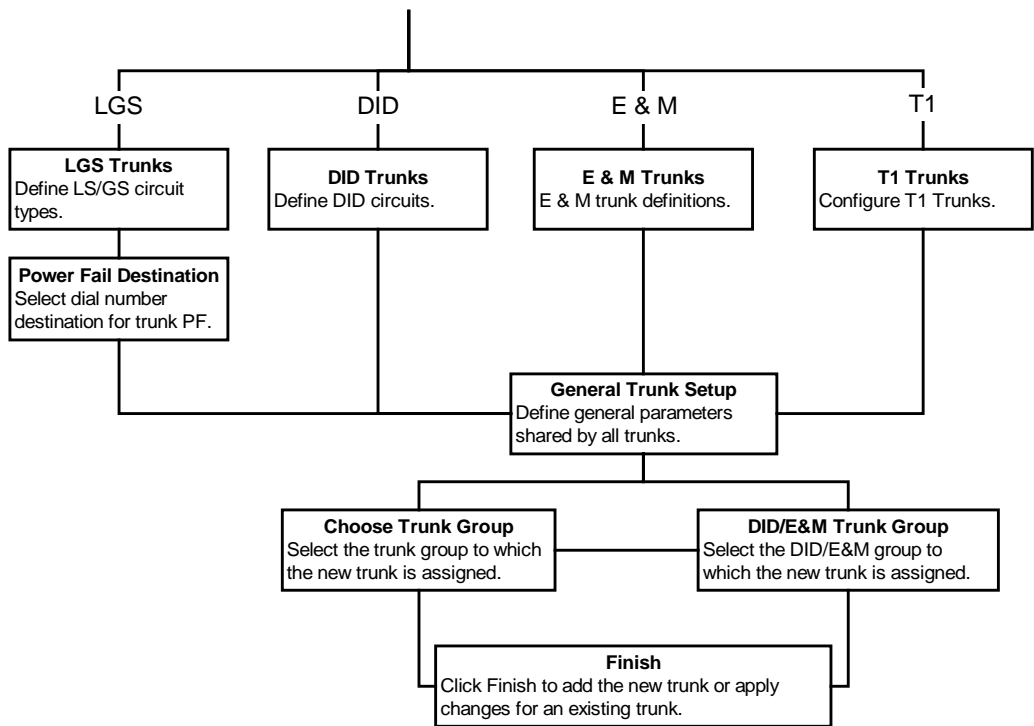 LGS
DID
E & M
T1
LGS Trunks
Define LS/GS circuit
types.
DID Trunks
Define DID circuits.
E & M Trunks
E & M trunk definitions.
T1 Trunks
Configure T1 Trunks.
Power Fail Destination
Select dial number
destination for trunk PF.
General Trunk Setup
Define general parameters
shared by all trunks.
Choose Trunk Group
Select the trunk group to which
the new trunk is assigned.
DID/E&M Trunk Group
Select the DID/E&M group to
which the new trunk is assigned.
Finish
Click Finish to add the new trunk or apply
changes for an existing trunk.